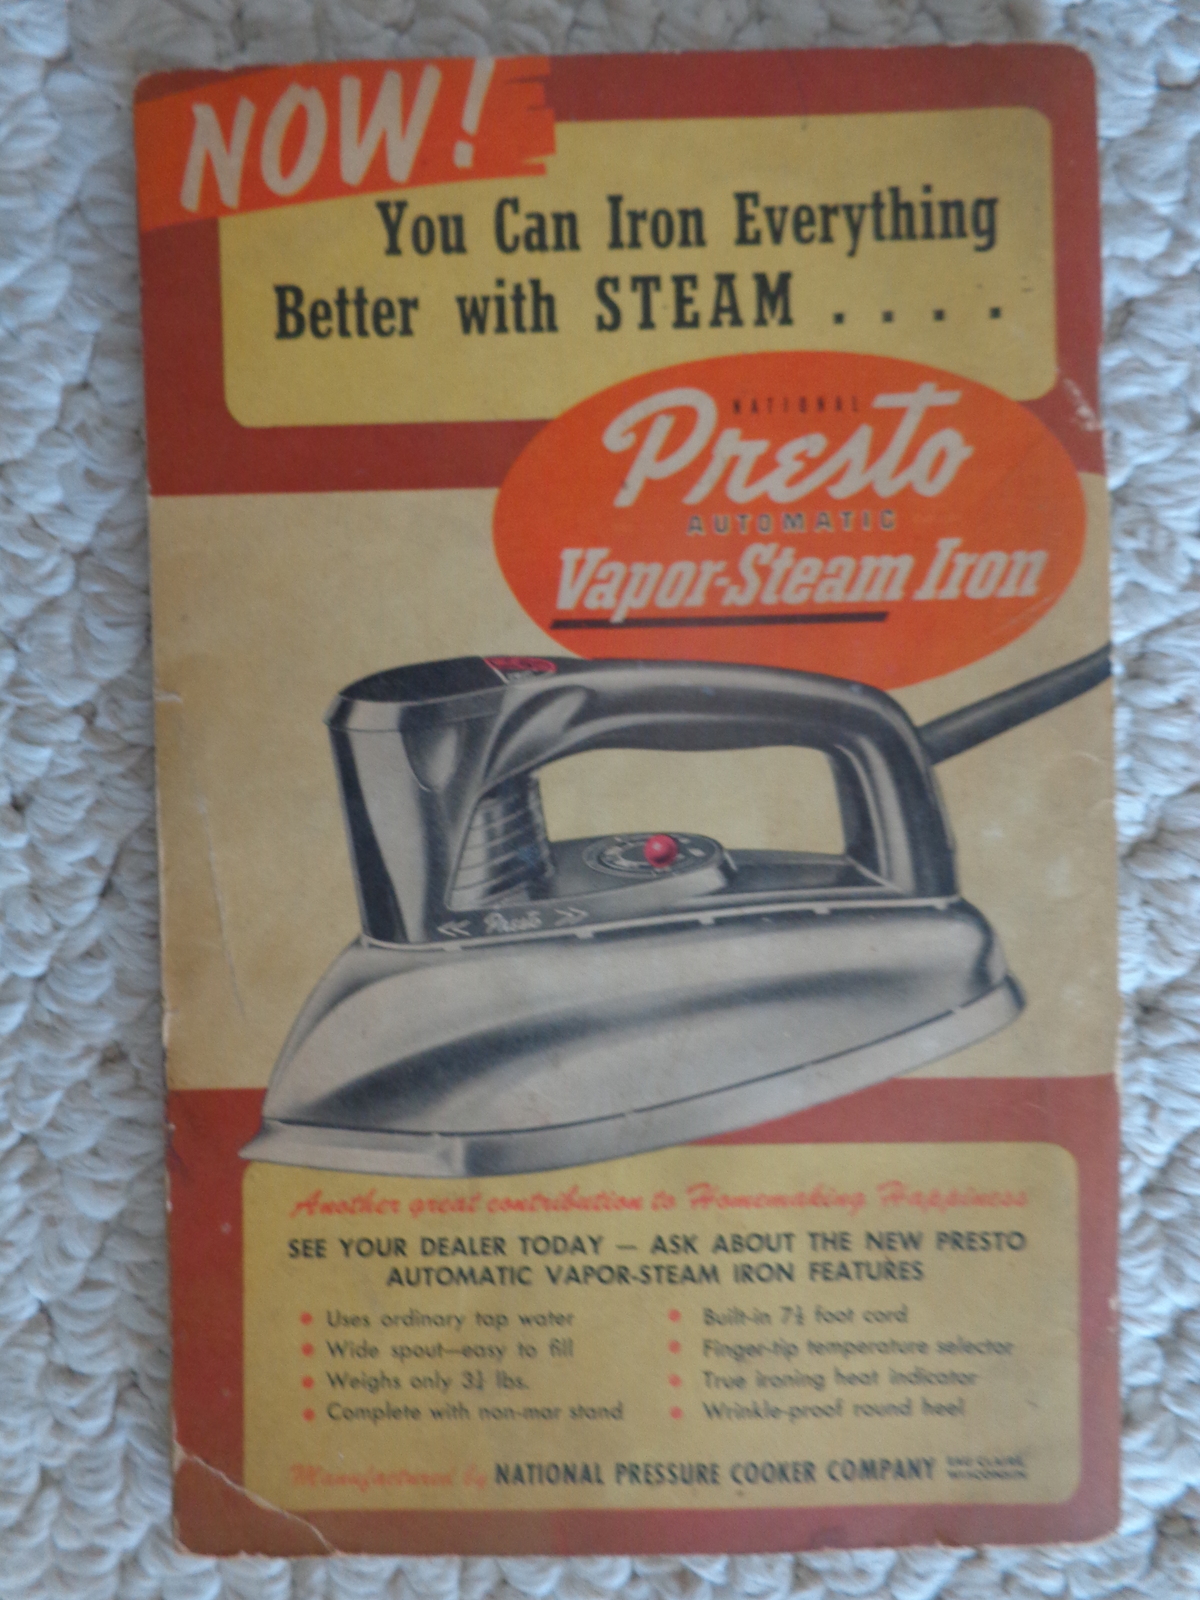 NOW!
You Can Iron Everything
Better with STEAM . . . .
NATIONAL
Presto
AUTOMATIC
Vapor-Steam Iron
<< Presto >>
Another great contribution to Homemaking Happiness
SEE YOUR DEALER TODAY — ASK ABOUT THE NEW PRESTO
AUTOMATIC VAPOR-STEAM IRON FEATURES
• Uses ordinary tap water
• Wide spout—easy to fill
• Weighs only lbs.
• Complete with non-mar stand
• Built-in 7½ foot cord
• Finger-tip temperature selector
• True ironing heat indicator
• Wrinkle-proof round heel
Manufactured by NATIONAL PRESSURE COOKER COMPANY EAU CLAIRE, WISCONSIN